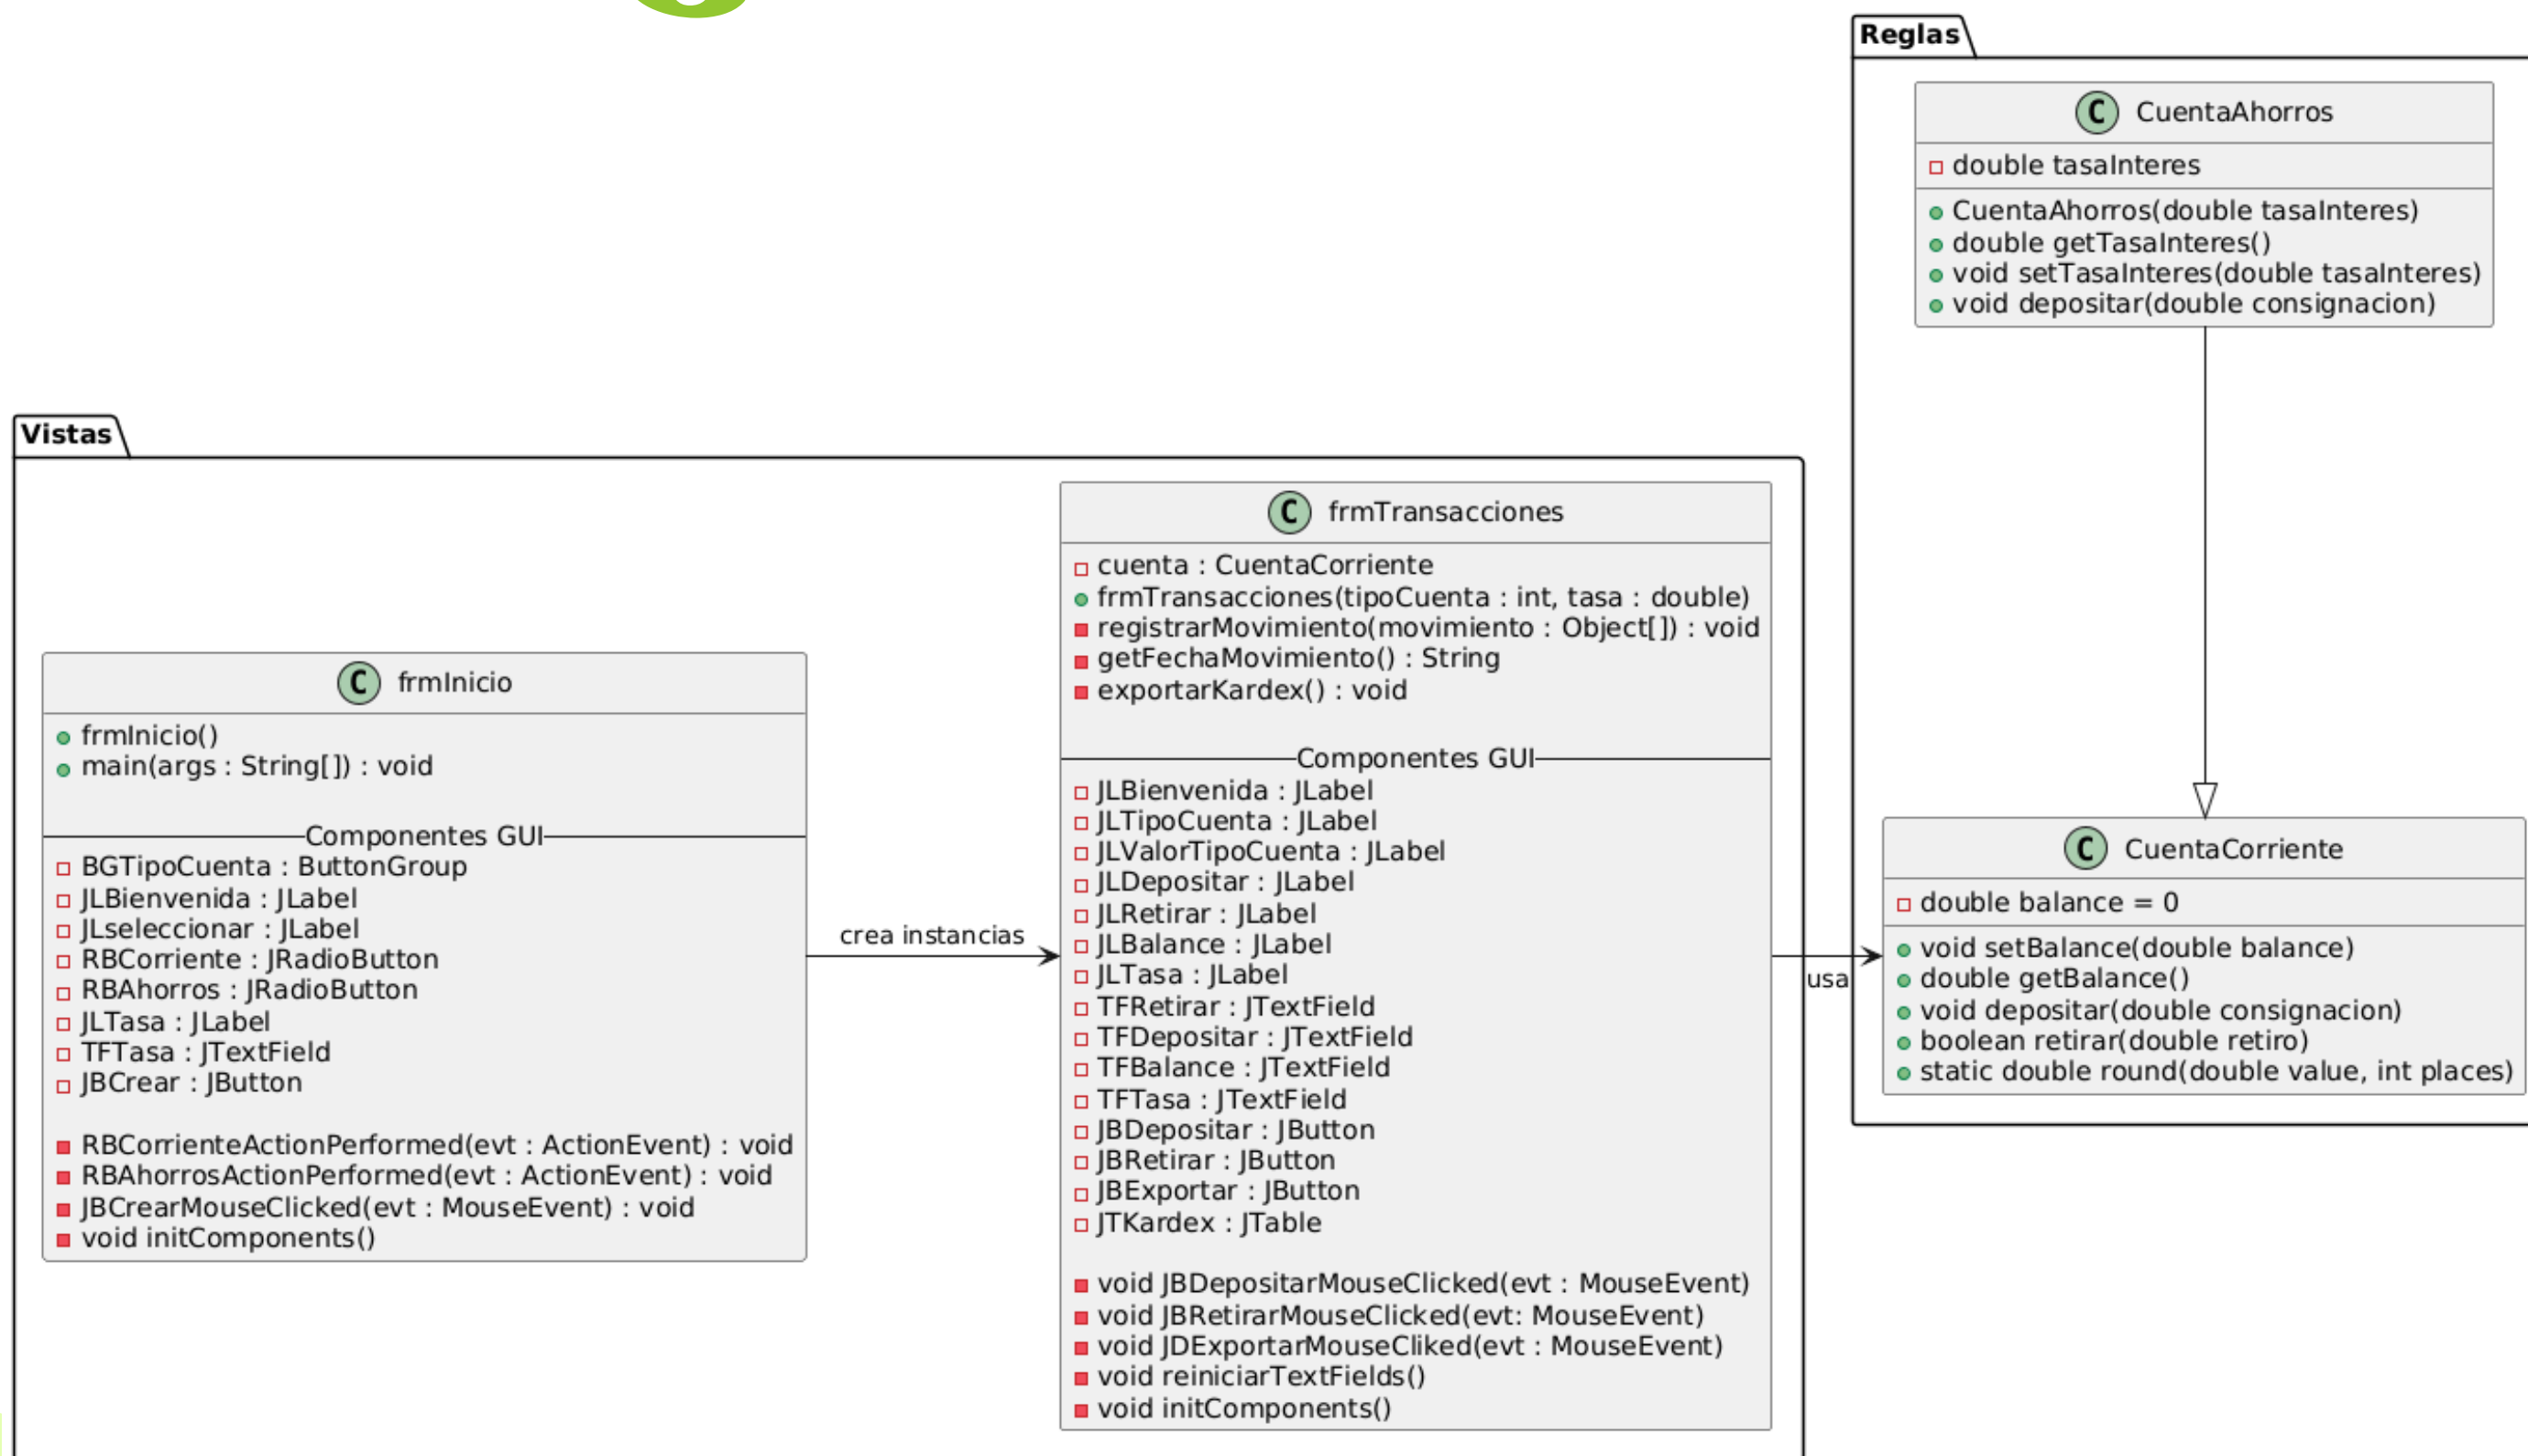 Reglas
C CuentaAhorros
double tasaInteres
CuentaAhorros(double tasaInteres)
double getTasaInteres()
void setTasaInteres(double tasaInteres)
void depositar(double consignacion)
Vistas
C frmInicio
frmInicio()
main(args : String[]) : void
Componentes GUI
BGTipoCuenta : ButtonGroup
JLBienvenida : JLabel
JLseleccionar : JLabel
RBCorriente : JRadioButton
RBAhorros : JRadioButton
JLTasa : JLabel
TFTasa : JTextField
JBCrear : JButton
RBCorrienteActionPerformed(evt : ActionEvent) : void
RBAhorrosActionPerformed(evt : ActionEvent) : void
JBCrearMouseClicked(evt : MouseEvent) : void
void initComponents()
crea instancias
C frmTransacciones
cuenta : CuentaCorriente
frmTransacciones(tipoCuenta : int, tasa : double)
registrarMovimiento(movimiento : Object[]) : void
getFechaMovimiento() : String
exportarKardex() : void
Componentes GUI
JLBienvenida : JLabel
JLTipoCuenta : JLabel
JLValorTipoCuenta : JLabel
JLDepositar : JLabel
JLRetirar : JLabel
JLBalance : JLabel
JLTasa : JLabel
TFRetirar : JTextField
TFDepositar : JTextField
TFBalance : JTextField
TFTasa : JTextField
JBDepositar : JButton
JBRetirar : JButton
JBExportar : JButton
JTKardex : JTable
void JBDepositarMouseClicked(evt : MouseEvent)
void JBRetirarMouseClicked(evt: MouseEvent)
void JDExportarMouseCliked(evt : MouseEvent)
void reiniciarTextFields()
void initComponents()
usa
C CuentaCorriente
double balance = 0
void setBalance(double balance)
double getBalance()
void depositar(double consignacion)
boolean retirar(double retiro)
static double round(double value, int places)